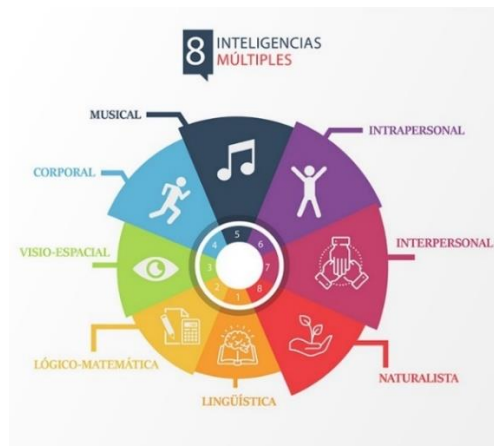 8 INTELIGENCIAS
MÚLTIPLES
MUSICAL
INTRAPERSONAL
CORPORAL
INTERPERSONAL
VISIO-ESPACIAL
LÓGICO-MATEMÁTICA
NATURALISTA
LINGÜÍSTICA
1
2
3
4
5
6
7
8